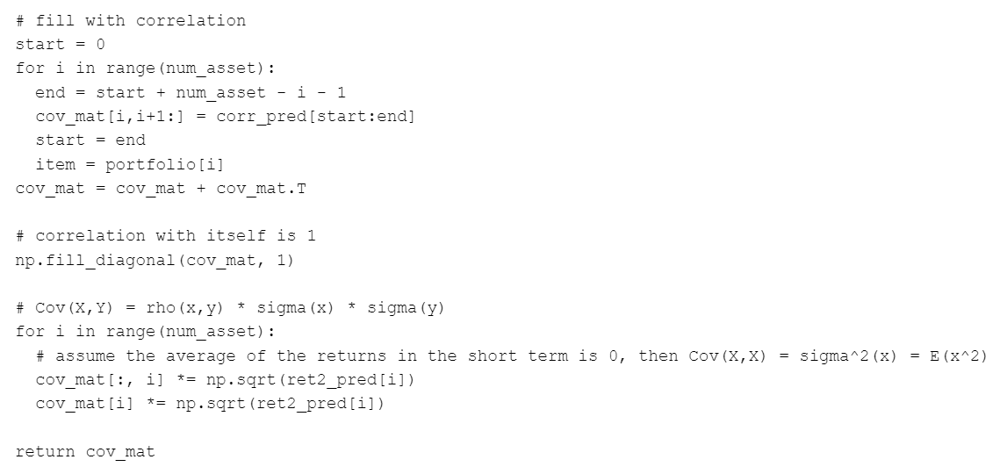 # fill with correlation
start = 0
for i in range(num_asset):
  end = start + num_asset - i - 1
  cov_mat[i,i+1:] = corr_pred[start:end]
  start = end
  item = portfolio[i]
cov_mat = cov_mat + cov_mat.T

# correlation with itself is 1
np.fill_diagonal(cov_mat, 1)

# Cov(X,Y) = rho(x,y) * sigma(x) * sigma(y)
for i in range(num_asset):
  # assume the average of the returns in the short term is 0, then Cov(X,X) = sigma^2(x) = E(x^2)
  cov_mat[:, i] *= np.sqrt(ret2_pred[i])
  cov_mat[i] *= np.sqrt(ret2_pred[i])

return cov_mat